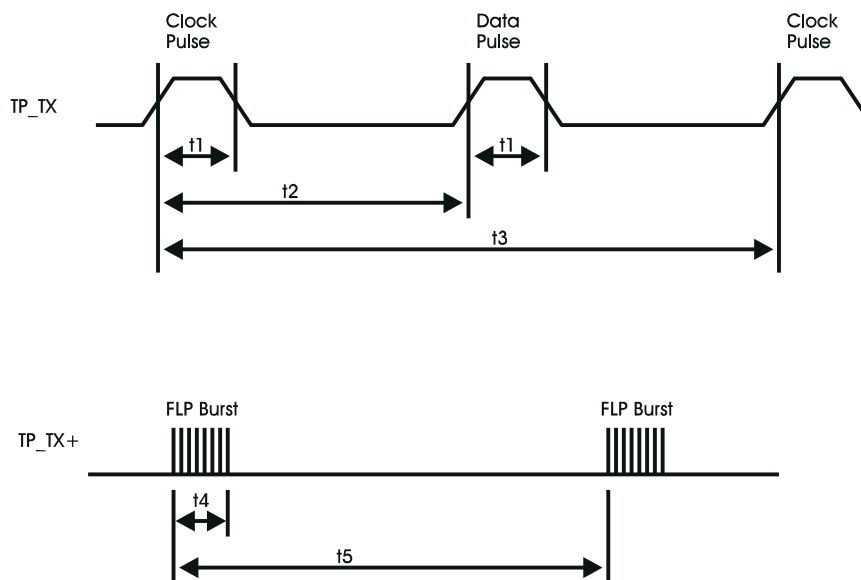 Clock
Pulse
Data
Pulse
Clock
Pulse
TP_TX
t1
t1
t2
t3
FLP Burst
FLP Burst
TP_TX+
t4
t5